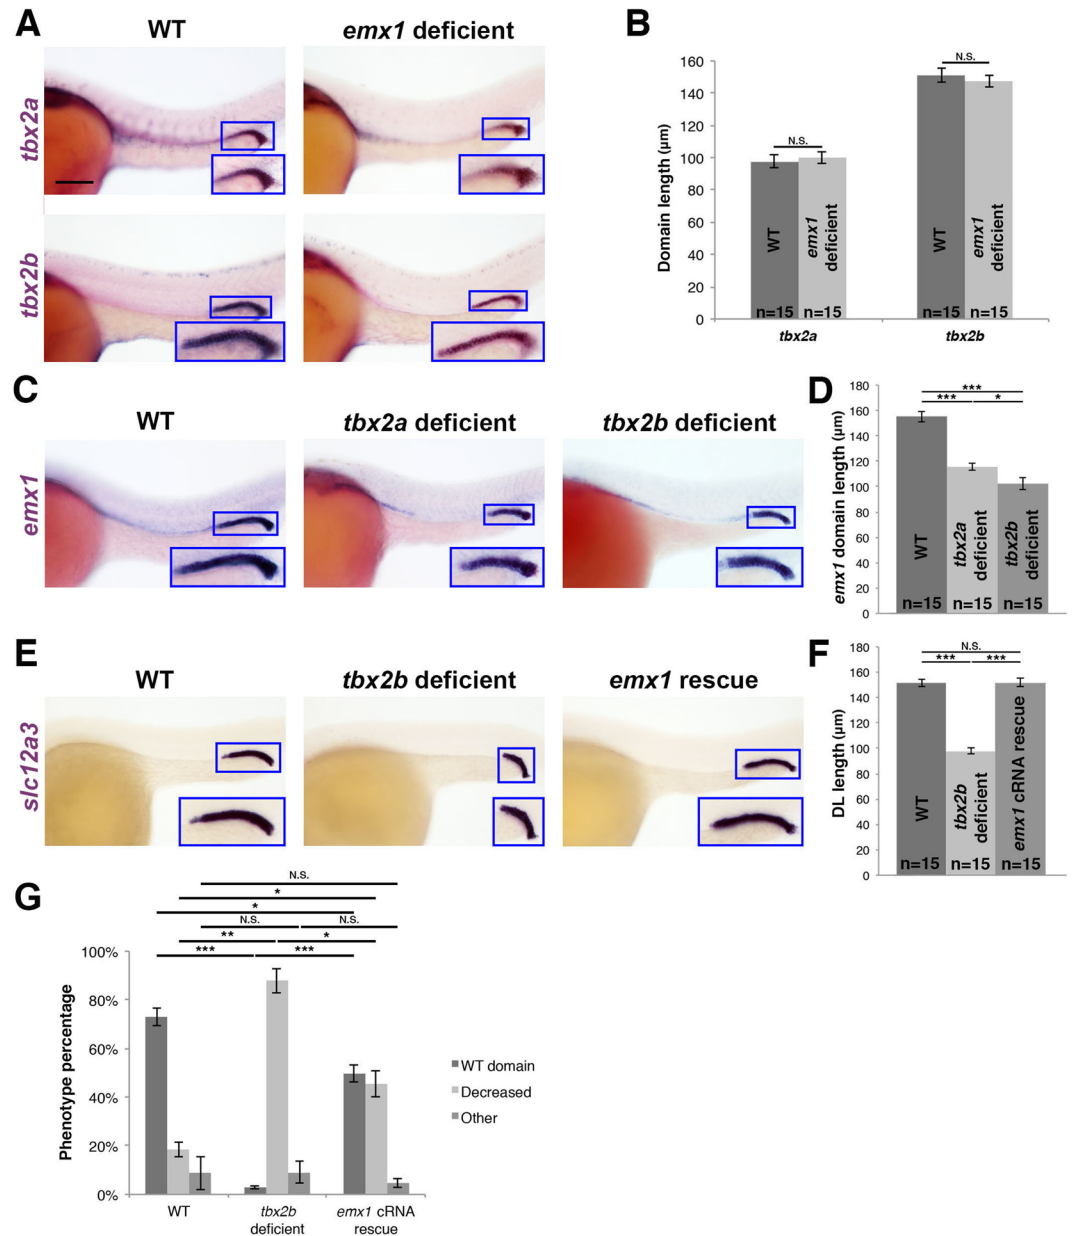 A
WT
emx1 deficient
tbx2a
tbx2b
B
Domain length (µm)
160
140
120
100
80
60
40
20
0
N.S.
N.S.
WT
emx1
deficient
WT
emx1
deficient
n=15
n=15
n=15
n=15
tbx2a
tbx2b
C
WT
tbx2a deficient
tbx2b deficient
emx1
D
emx1 domain length (µm)
180
160
140
120
100
80
60
40
20
0
***
***
*
WT
tbx2a
deficient
tbx2b
deficient
n=15
n=15
n=15
E
WT
tbx2b deficient
emx1 rescue
slc12a3
F
DL length (µm)
180
160
140
120
100
80
60
40
20
0
N.S.
***
***
WT
tbx2b
deficient
emx1 cRNA rescue
n=15
n=15
n=15
G
N.S.
*
*
N.S.
N.S.
**
*
***
***
Phenotype percentage
100%
80%
60%
40%
20%
0%
WT
tbx2b
deficient
emx1 cRNA
rescue
WT domain
Decreased
Other